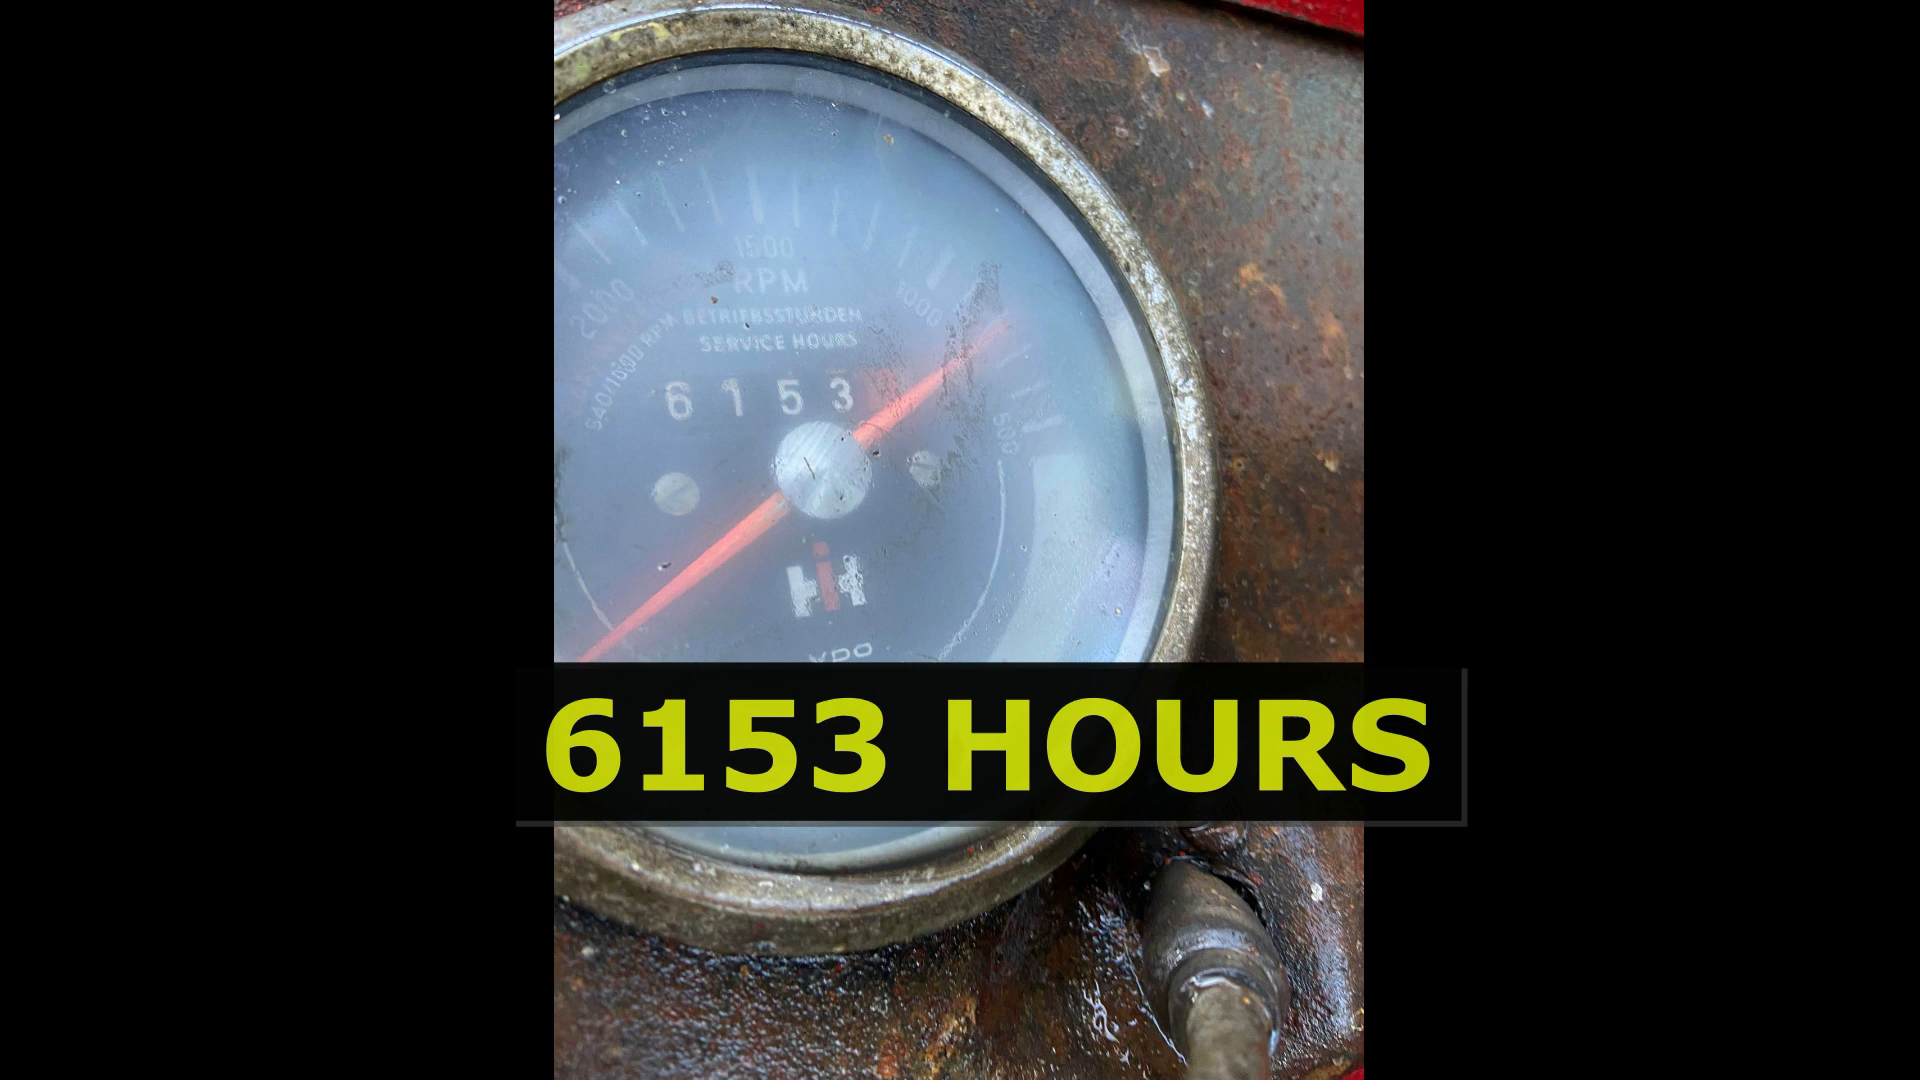 1500
RPM
2000
1000
540/1000 RPM
BETRIEBSSTUNDEN
SERVICE HOURS
6153
500
IH
VDO
6153 HOURS